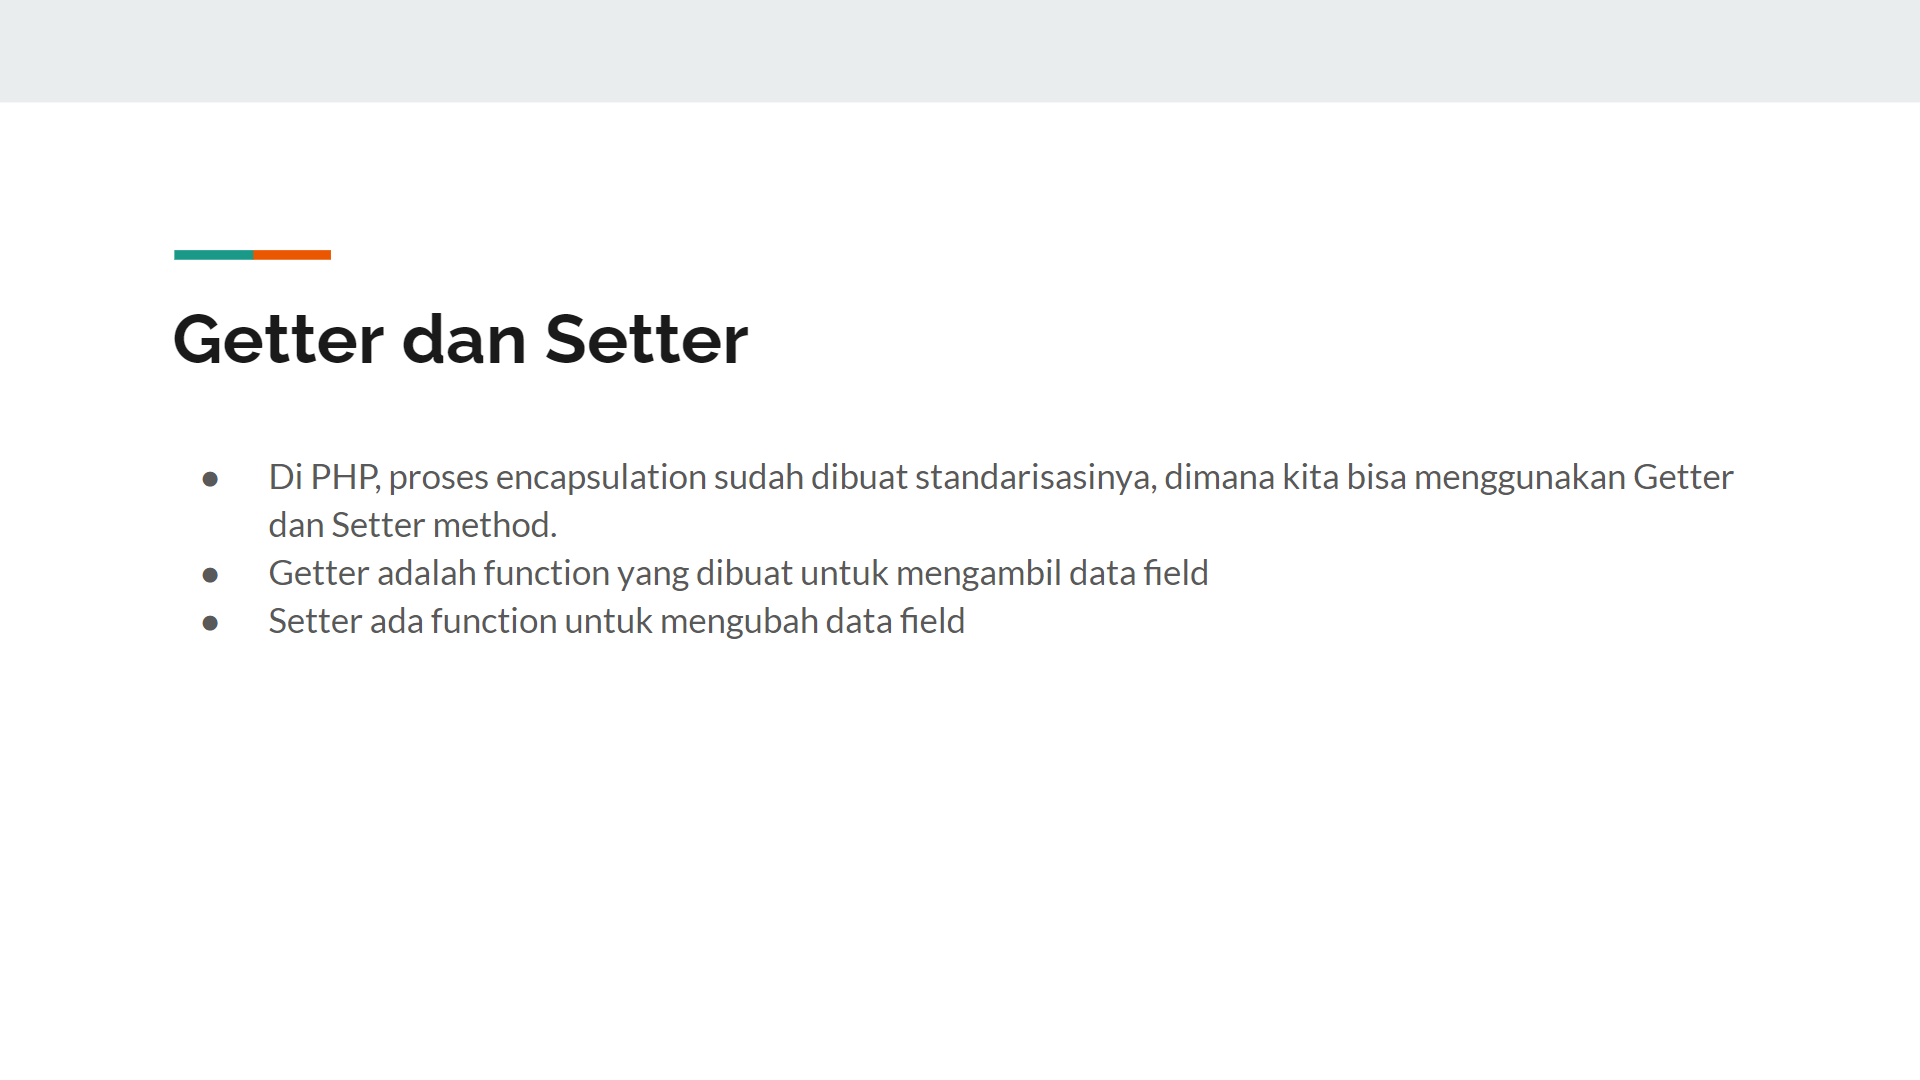 Getter dan Setter
● Di PHP, proses encapsulation sudah dibuat standarisasinya, dimana kita bisa menggunakan Getter
dan Setter method.
● Getter adalah function yang dibuat untuk mengambil data field
● Setter ada function untuk mengubah data field